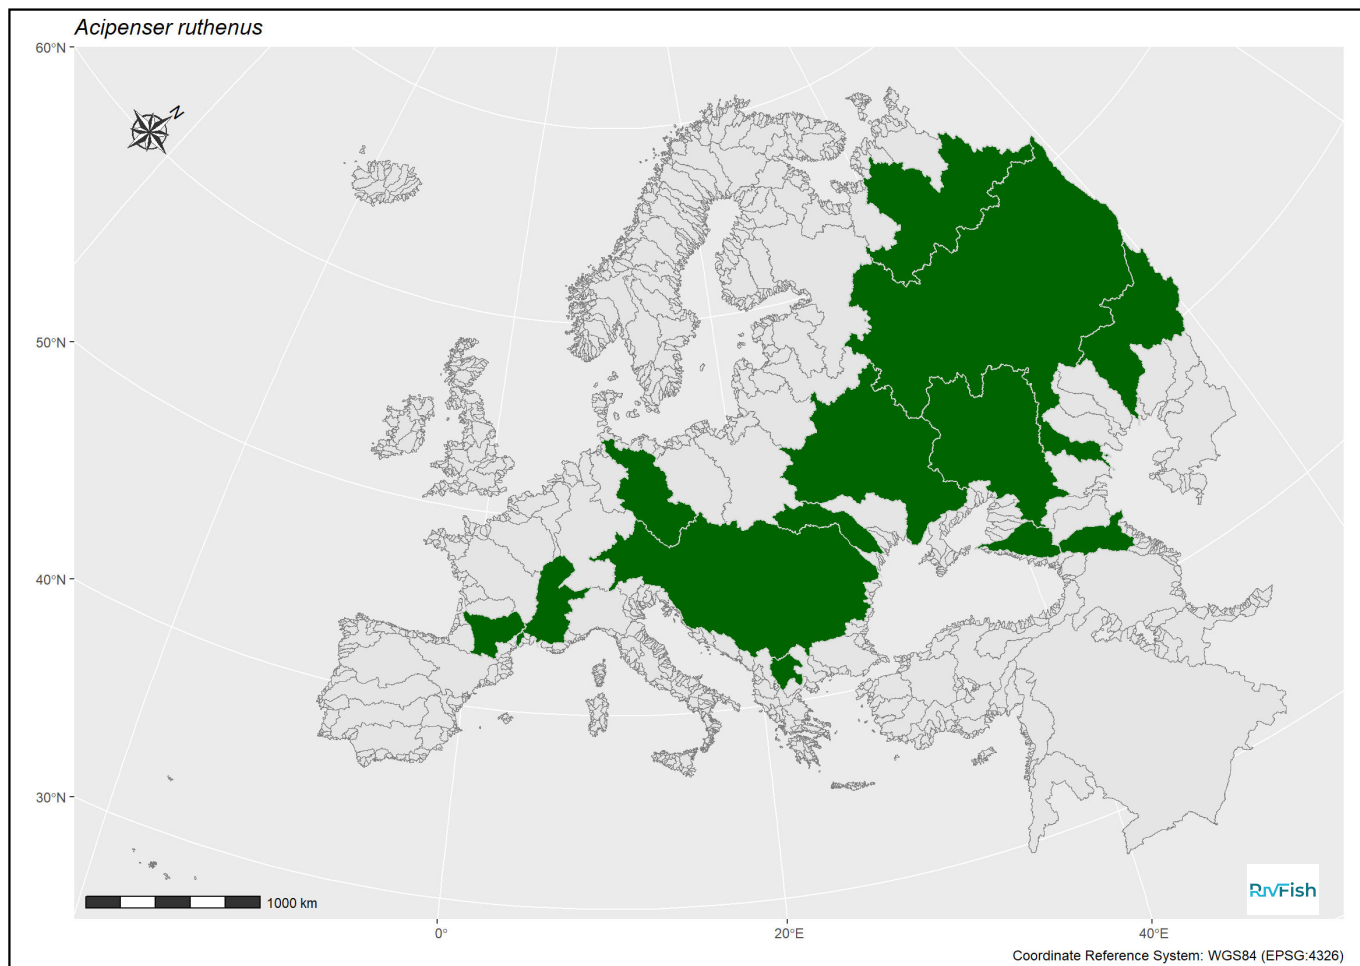 Acipenser ruthenus
60°N
N
50°N
40°N
30°N
1000 km
RivFish
0°
20°E
40°E
Coordinate Reference System: WGS84 (EPSG:4326)